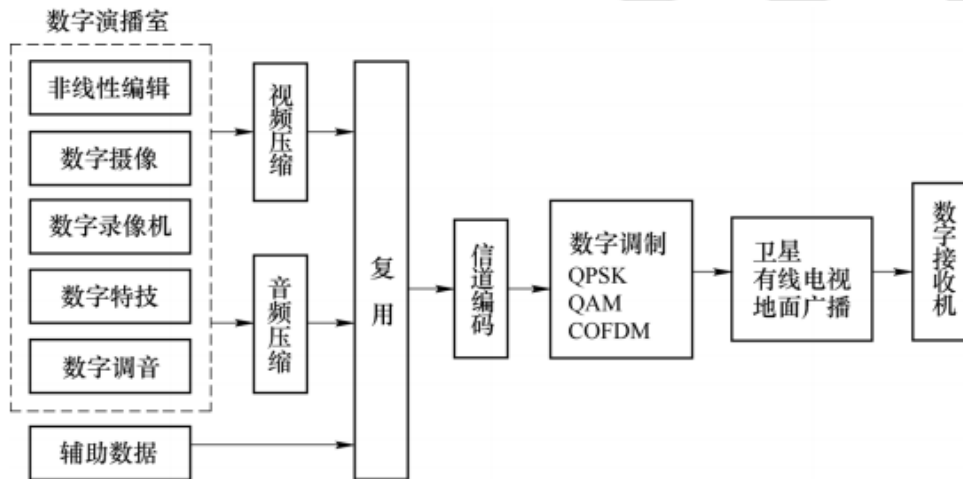 数字演播室
非线性编辑
数字摄像
数字录像机
数字特技
数字调音
辅助数据
视频压缩
音频压缩
复用
信道编码
数字调制
QPSK
QAM
COFDM
卫星
有线电视
地面广播
数字接收机